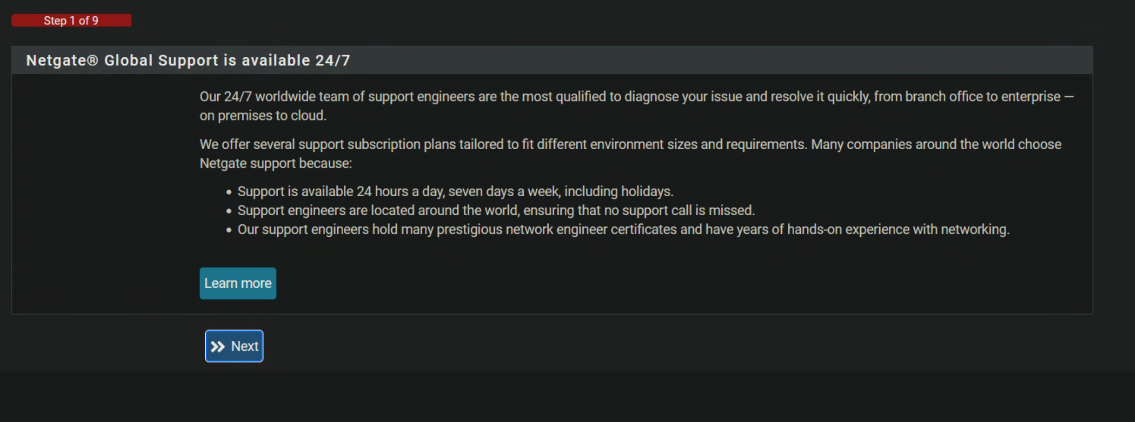 Step 1 of 9
Netgate® Global Support is available 24/7
Our 24/7 worldwide team of support engineers are the most qualified to diagnose your issue and resolve it quickly, from branch office to enterprise —
on premises to cloud.
We offer several support subscription plans tailored to fit different environment sizes and requirements. Many companies around the world choose
Netgate support because:
• Support is available 24 hours a day, seven days a week, including holidays.
• Support engineers are located around the world, ensuring that no support call is missed.
• Our support engineers hold many prestigious network engineer certificates and have years of hands-on experience with networking.
Learn more
Next